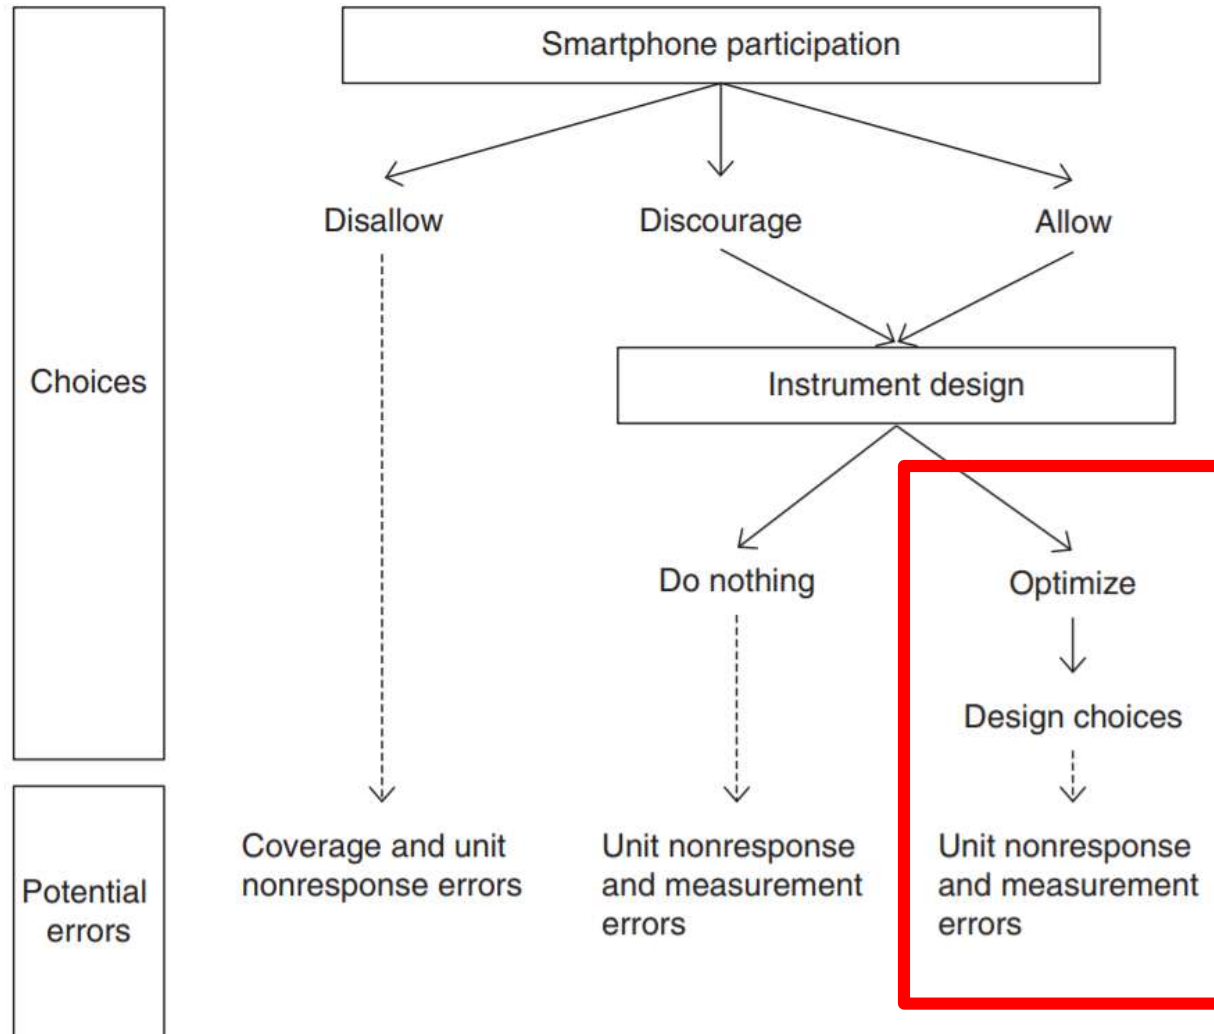 Smartphone participation
Disallow
Discourage
Allow
Choices
Instrument design
Do nothing
Optimize
Design choices
Potential
errors
Coverage and unit
nonresponse errors
Unit nonresponse
and measurement
errors
Unit nonresponse
and measurement
errors